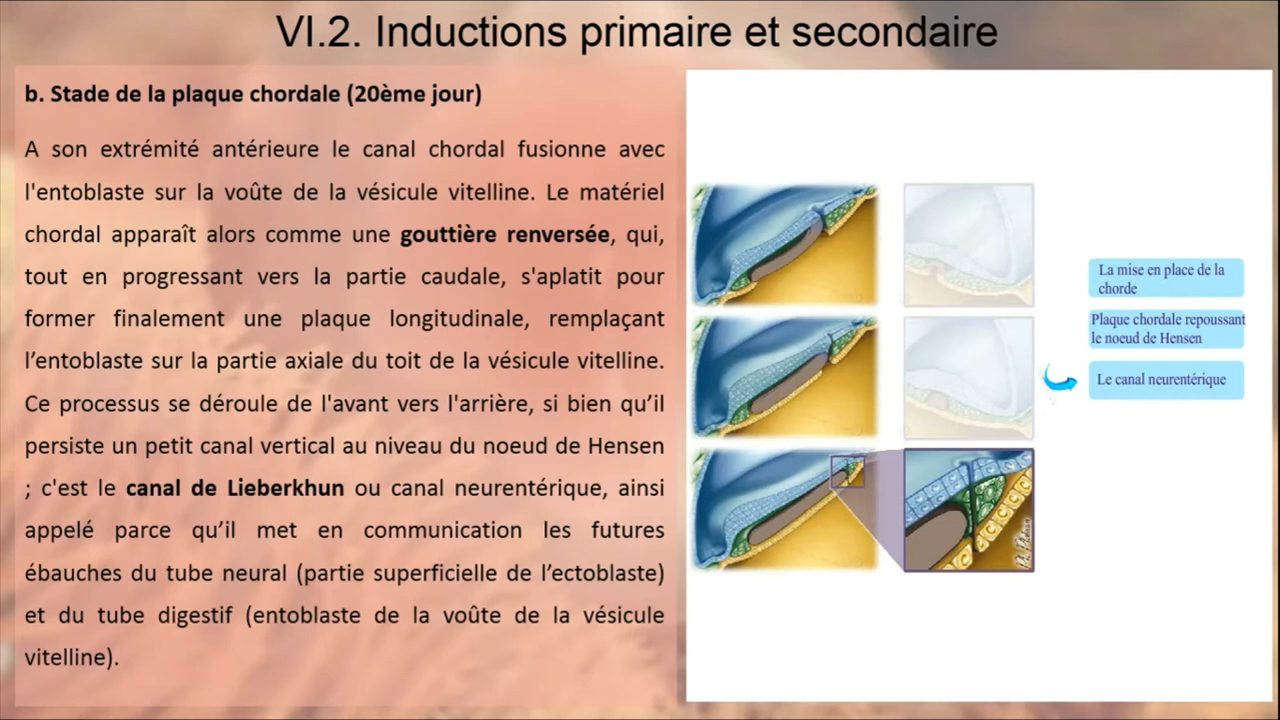 VI.2. Inductions primaire et secondaire
b. Stade de la plaque chordale (20ème jour)
A son extrémité antérieure le canal chordal fusionne avec
l'entoblaste sur la voûte de la vésicule vitelline. Le matériel
chordal apparaît alors comme une gouttière renversée, qui,
tout en progressant vers la partie caudale, s'aplatit pour
former finalement une plaque longitudinale, remplaçant
l’entoblaste sur la partie axiale du toit de la vésicule vitelline.
Ce processus se déroule de l'avant vers l'arrière, si bien qu’il
persiste un petit canal vertical au niveau du noeud de Hensen
; c'est le canal de Lieberkhun ou canal neurentérique, ainsi
appelé parce qu’il met en communication les futures
ébauches du tube neural (partie superficielle de l’ectoblaste)
et du tube digestif (entoblaste de la voûte de la vésicule
vitelline).
La mise en place de la
chorde
Plaque chordale repoussant
le noeud de Hensen
Le canal neurentérique